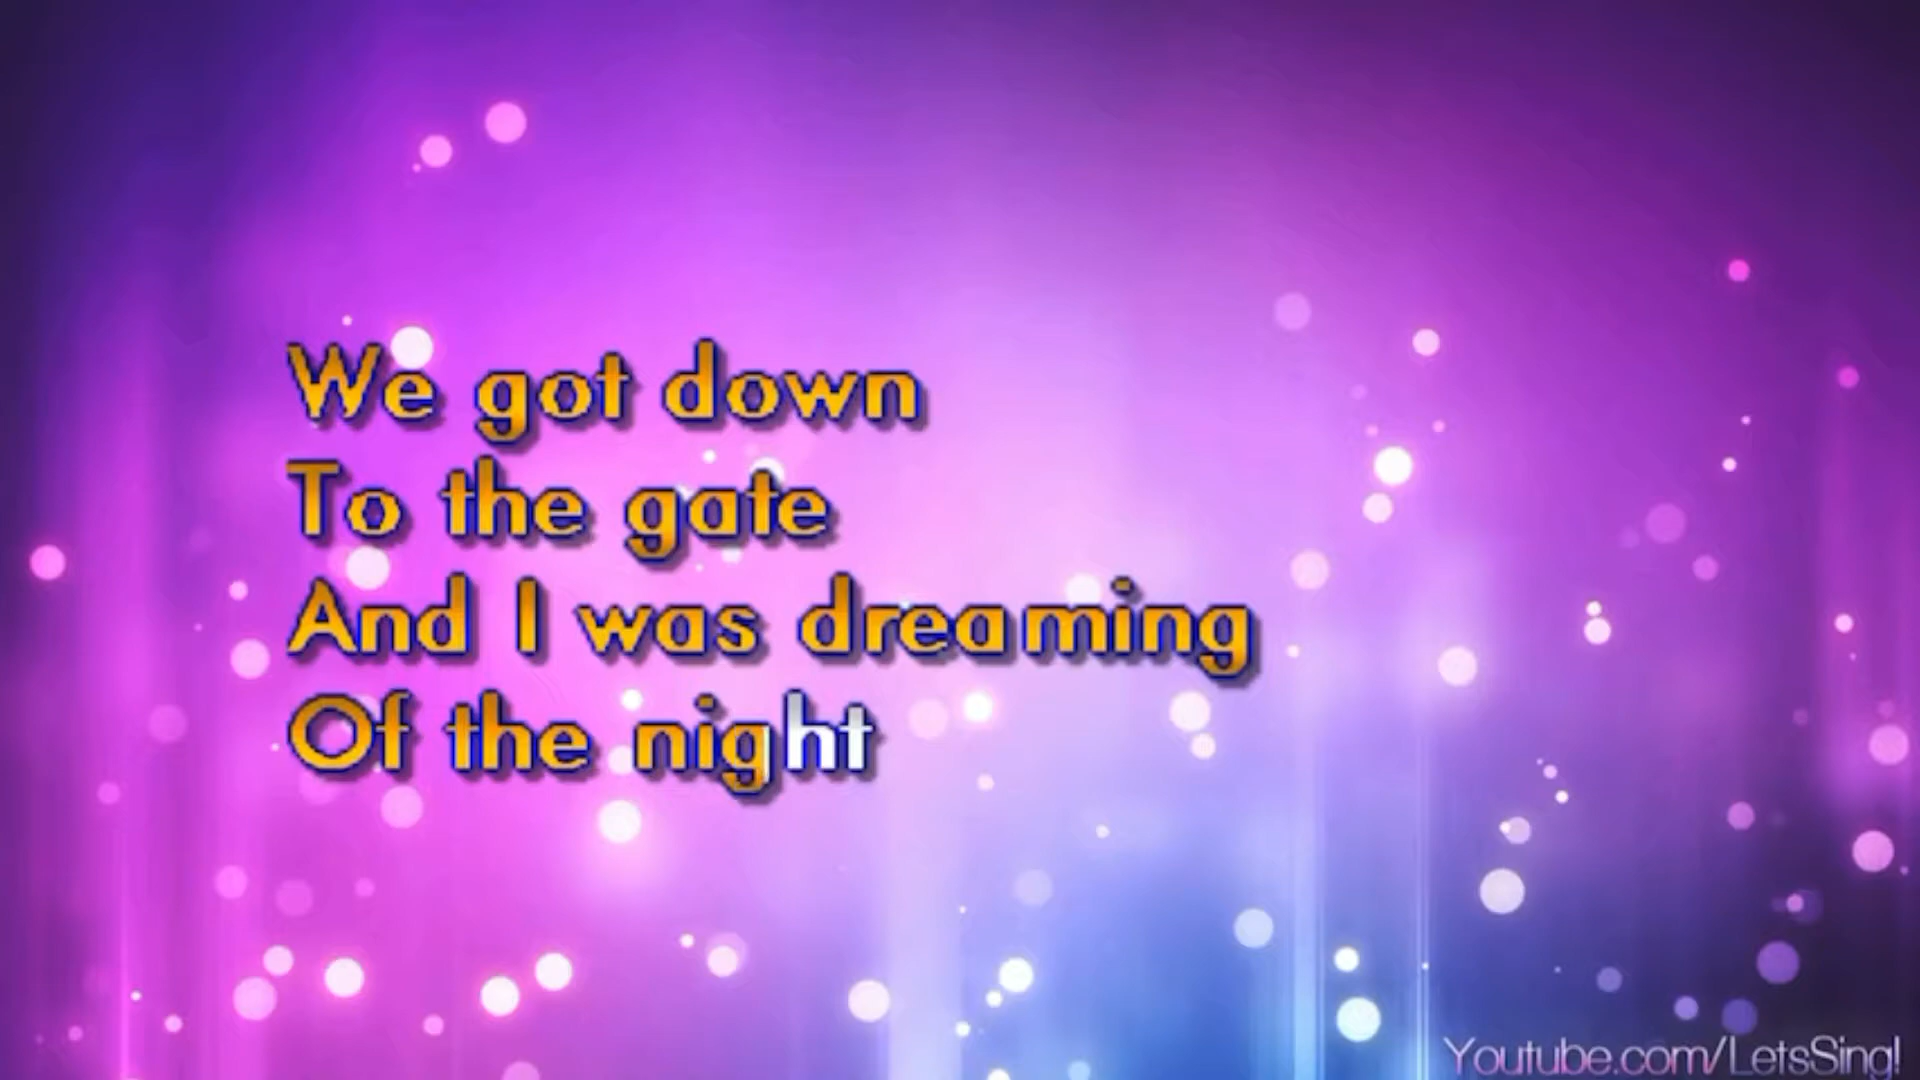 We got down
To the gate
And I was dreaming
Of the night
Youtube.com/LetsSing!